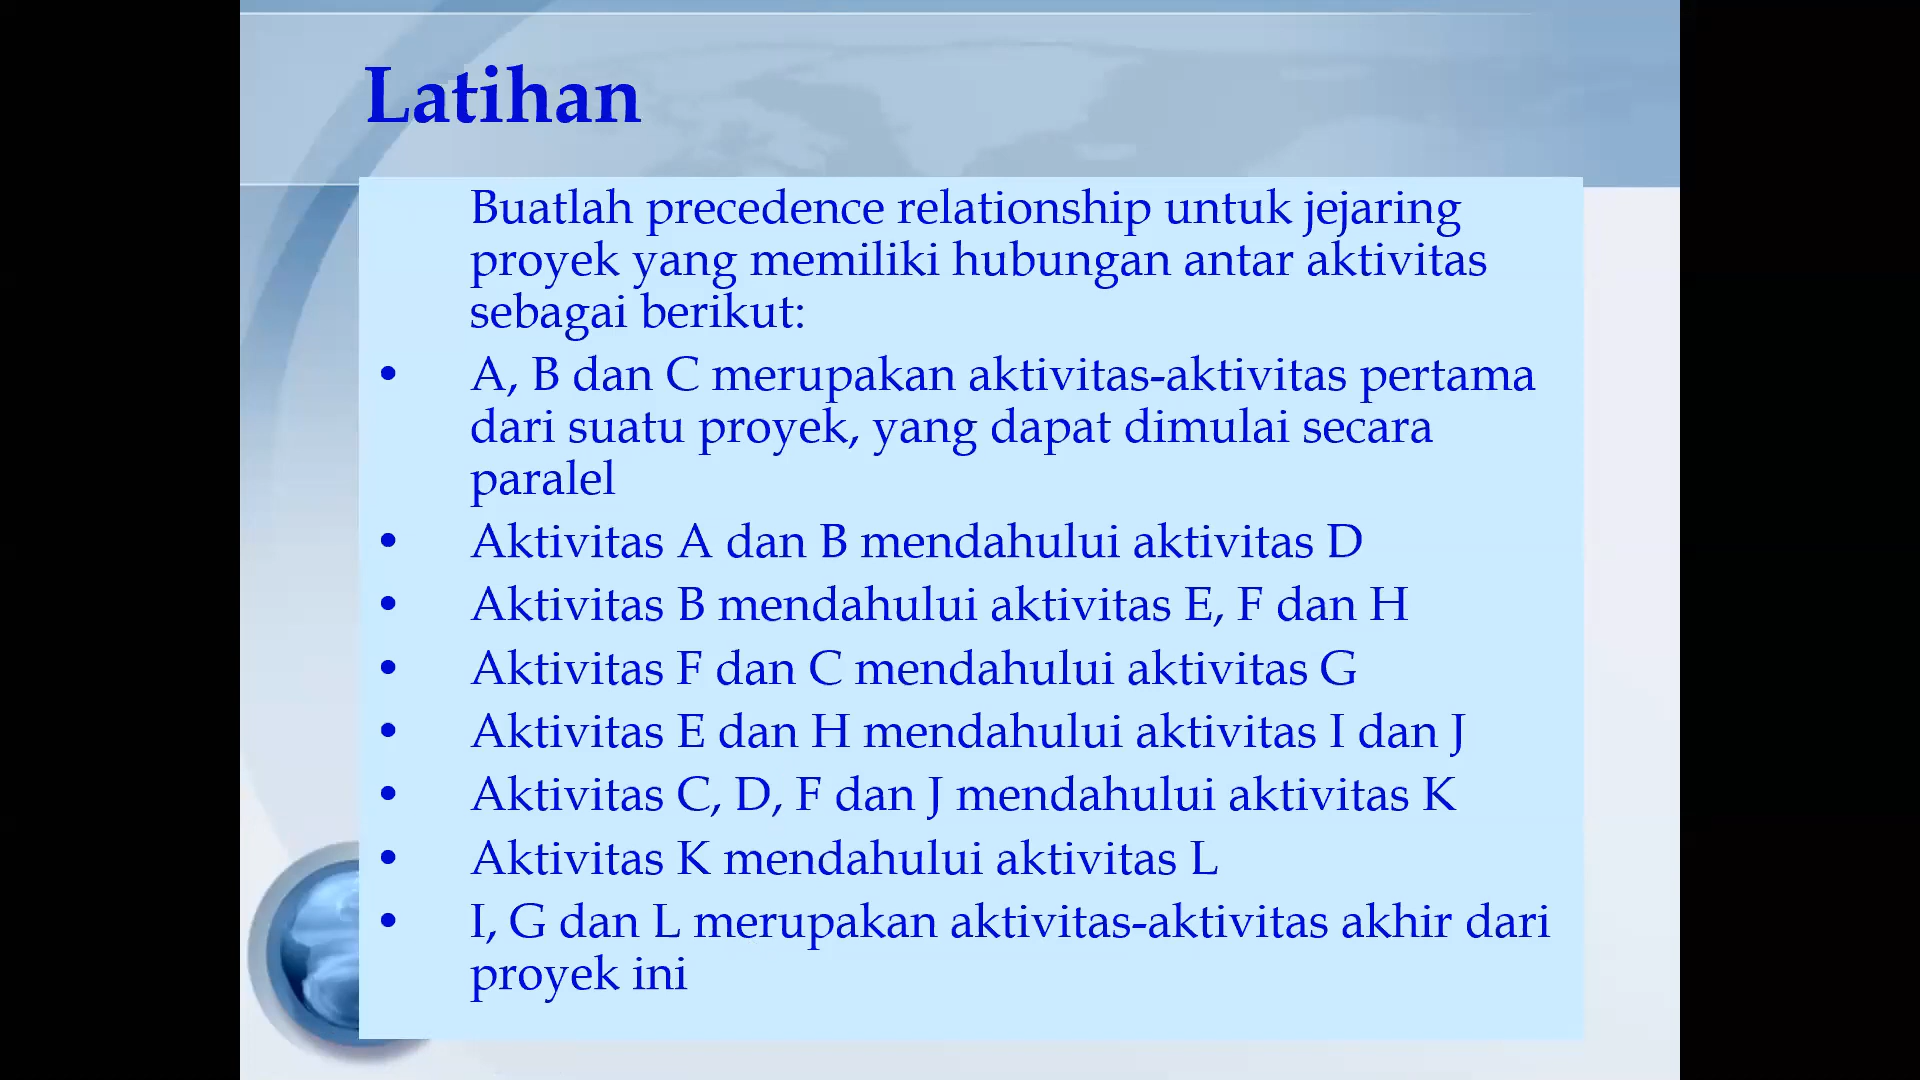 Latihan
Buatlah precedence relationship untuk jejaring
proyek yang memiliki hubungan antar aktivitas
sebagai berikut:
• A, B dan C merupakan aktivitas-aktivitas pertama
dari suatu proyek, yang dapat dimulai secara
paralel
• Aktivitas A dan B mendahului aktivitas D
• Aktivitas B mendahului aktivitas E, F dan H
• Aktivitas F dan C mendahului aktivitas G
• Aktivitas E dan H mendahului aktivitas I dan J
• Aktivitas C, D, F dan J mendahului aktivitas K
• Aktivitas K mendahului aktivitas L
• I, G dan L merupakan aktivitas-aktivitas akhir dari
proyek ini